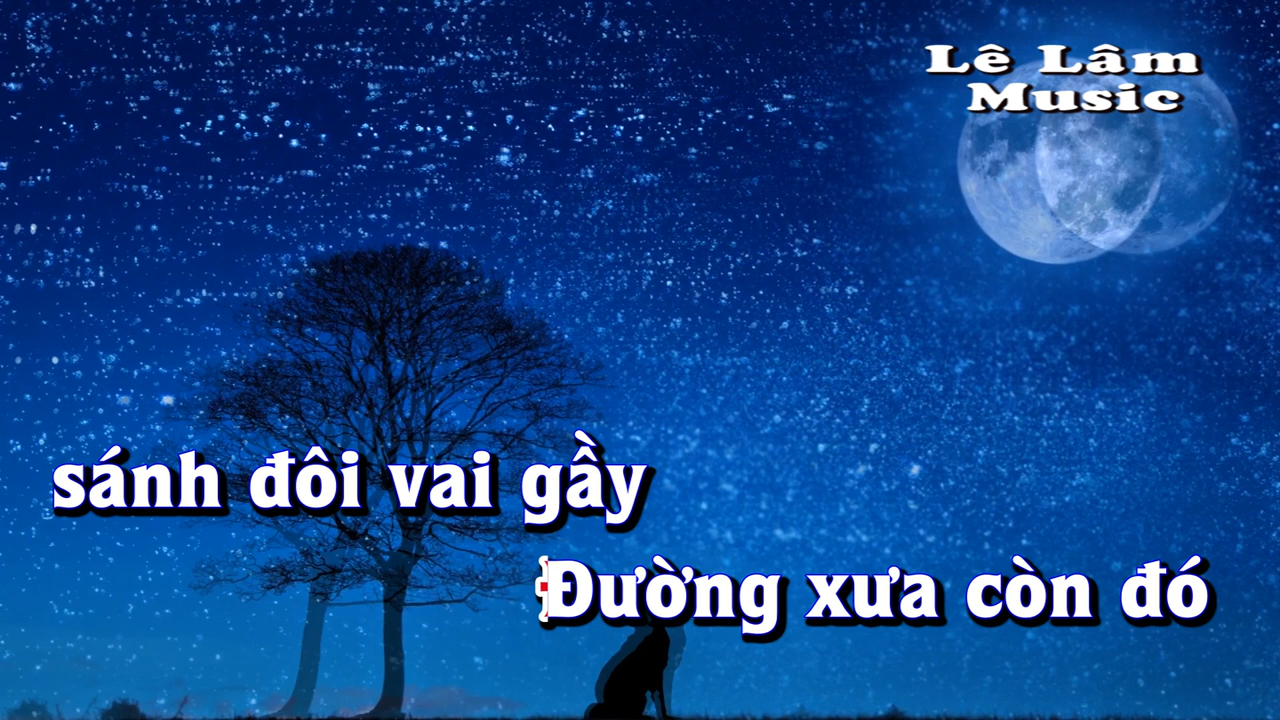 Lê Lâm
Music
sánh đôi vai gầy
Đường xưa còn đó